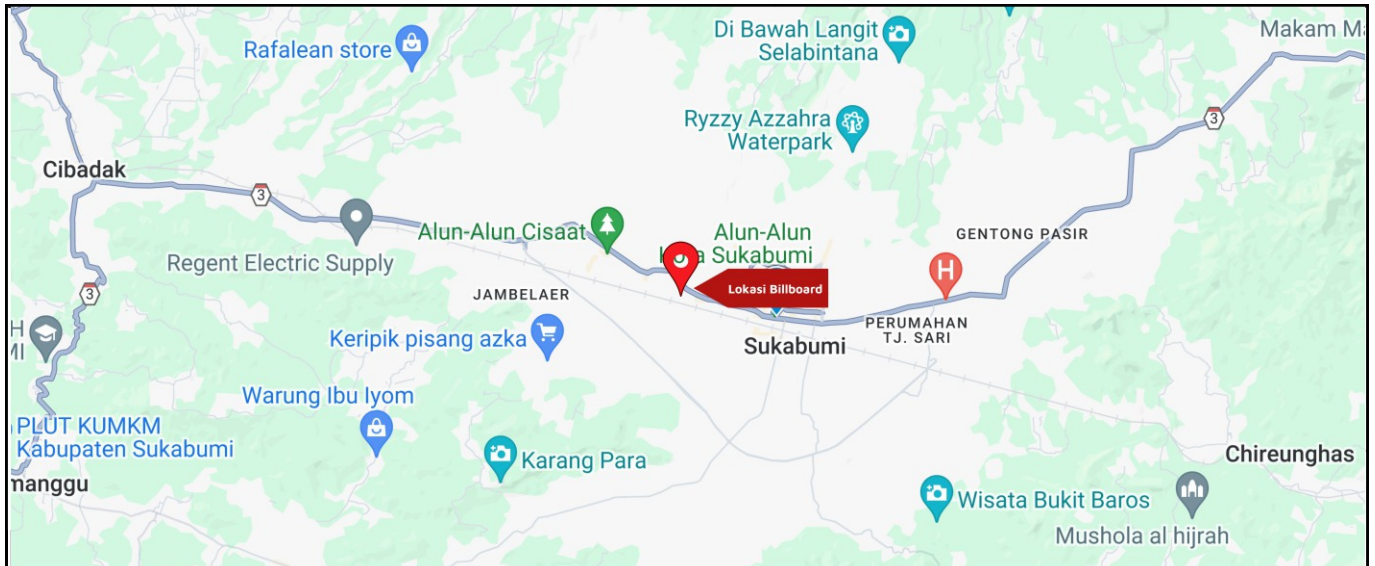 Rafalean store
Di Bawah Langit
Selabintana
Makam Ma
3
Ryzzy Azzahra
Waterpark
Cibadak
3
Alun-Alun Cisaat
Alun-Alun
Sukabumi
GENTONG PASIR
Regent Electric Supply
H
Lokasi Billboard
3
JAMBELAER
PERUMAHAN
TJ. SARI
H
MI
Keripik pisang azka
Sukabumi
Warung Ibu Iyom
PLUT KUMKM
Kabupaten Sukabumi
Karang Para
Chireunghas
manggu
Wisata Bukit Baros
Mushola al hijrah